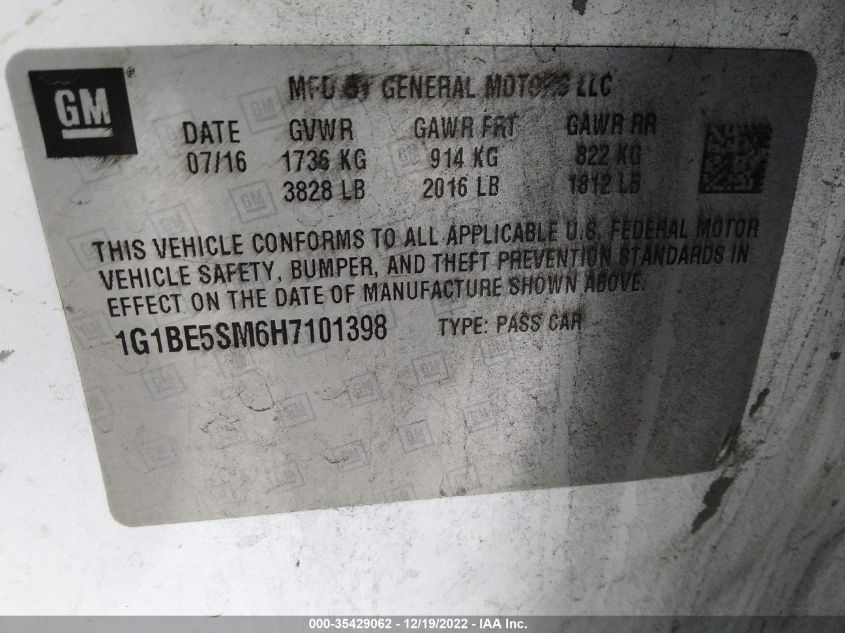 GM ®
MFD BY GENERAL MOTORS LLC
DATE GVWR GAWR FRT GAWR RR
07/16 1736 KG 914 KG 822 KG
3828 LB 2016 LB 1812 LB
THIS VEHICLE CONFORMS TO ALL APPLICABLE U.S. FEDERAL MOTOR
VEHICLE SAFETY, BUMPER, AND THEFT PREVENTION STANDARDS IN
EFFECT ON THE DATE OF MANUFACTURE SHOWN ABOVE.
1G1BE5SM6H7101398 TYPE: PASS CAR
000-35429062 - 12/19/2022 - IAA Inc.